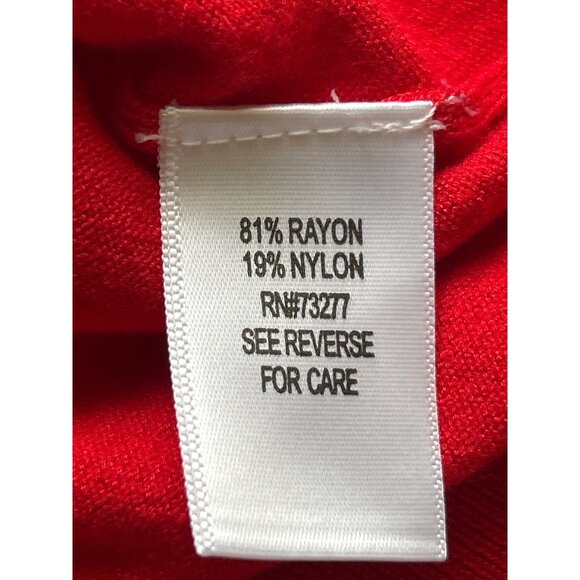 81% RAYON
19% NYLON
RN#73277
SEE REVERSE
FOR CARE